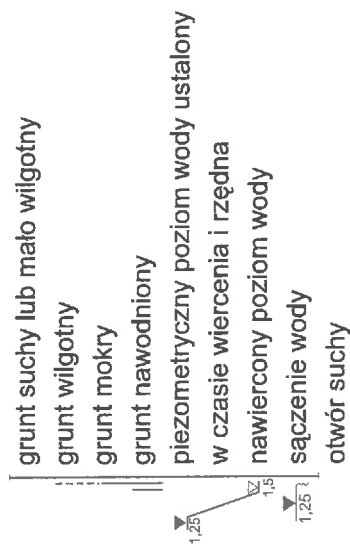 grunt suchy lub mało wilgotny
grunt wilgotny
grunt mokry
grunt nawodniony
1,25 piezometryczny poziom wody ustalony
w czasie wiercenia i rzędna
1,5 nawiercony poziom wody
1,25 sączenie wody
otwór suchy